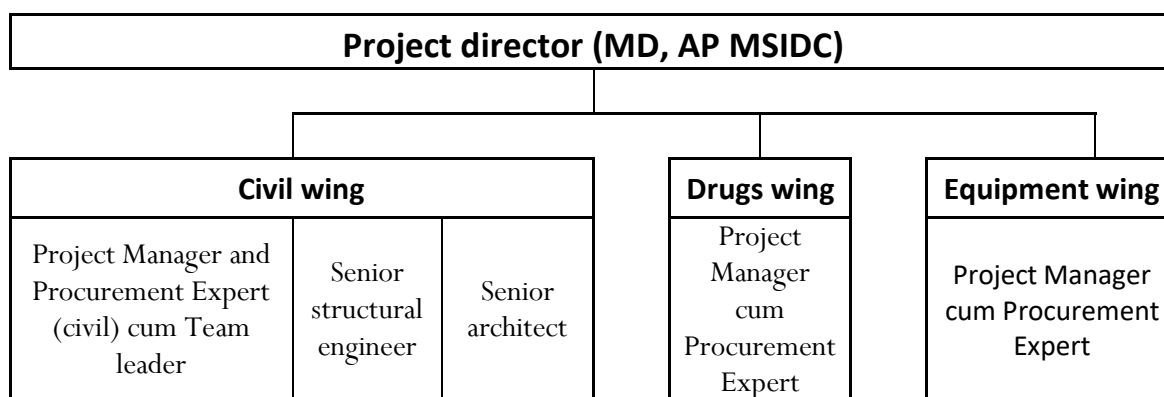 Project director (MD, AP MSIDC)
Civil wing
Drugs wing
Equipment wing
Project Manager and
Procurement Expert
(civil) cum Team
leader
Senior
structural
engineer
Senior
architect
Project
Manager
cum
Procurement
Expert
Project Manager
cum Procurement
Expert